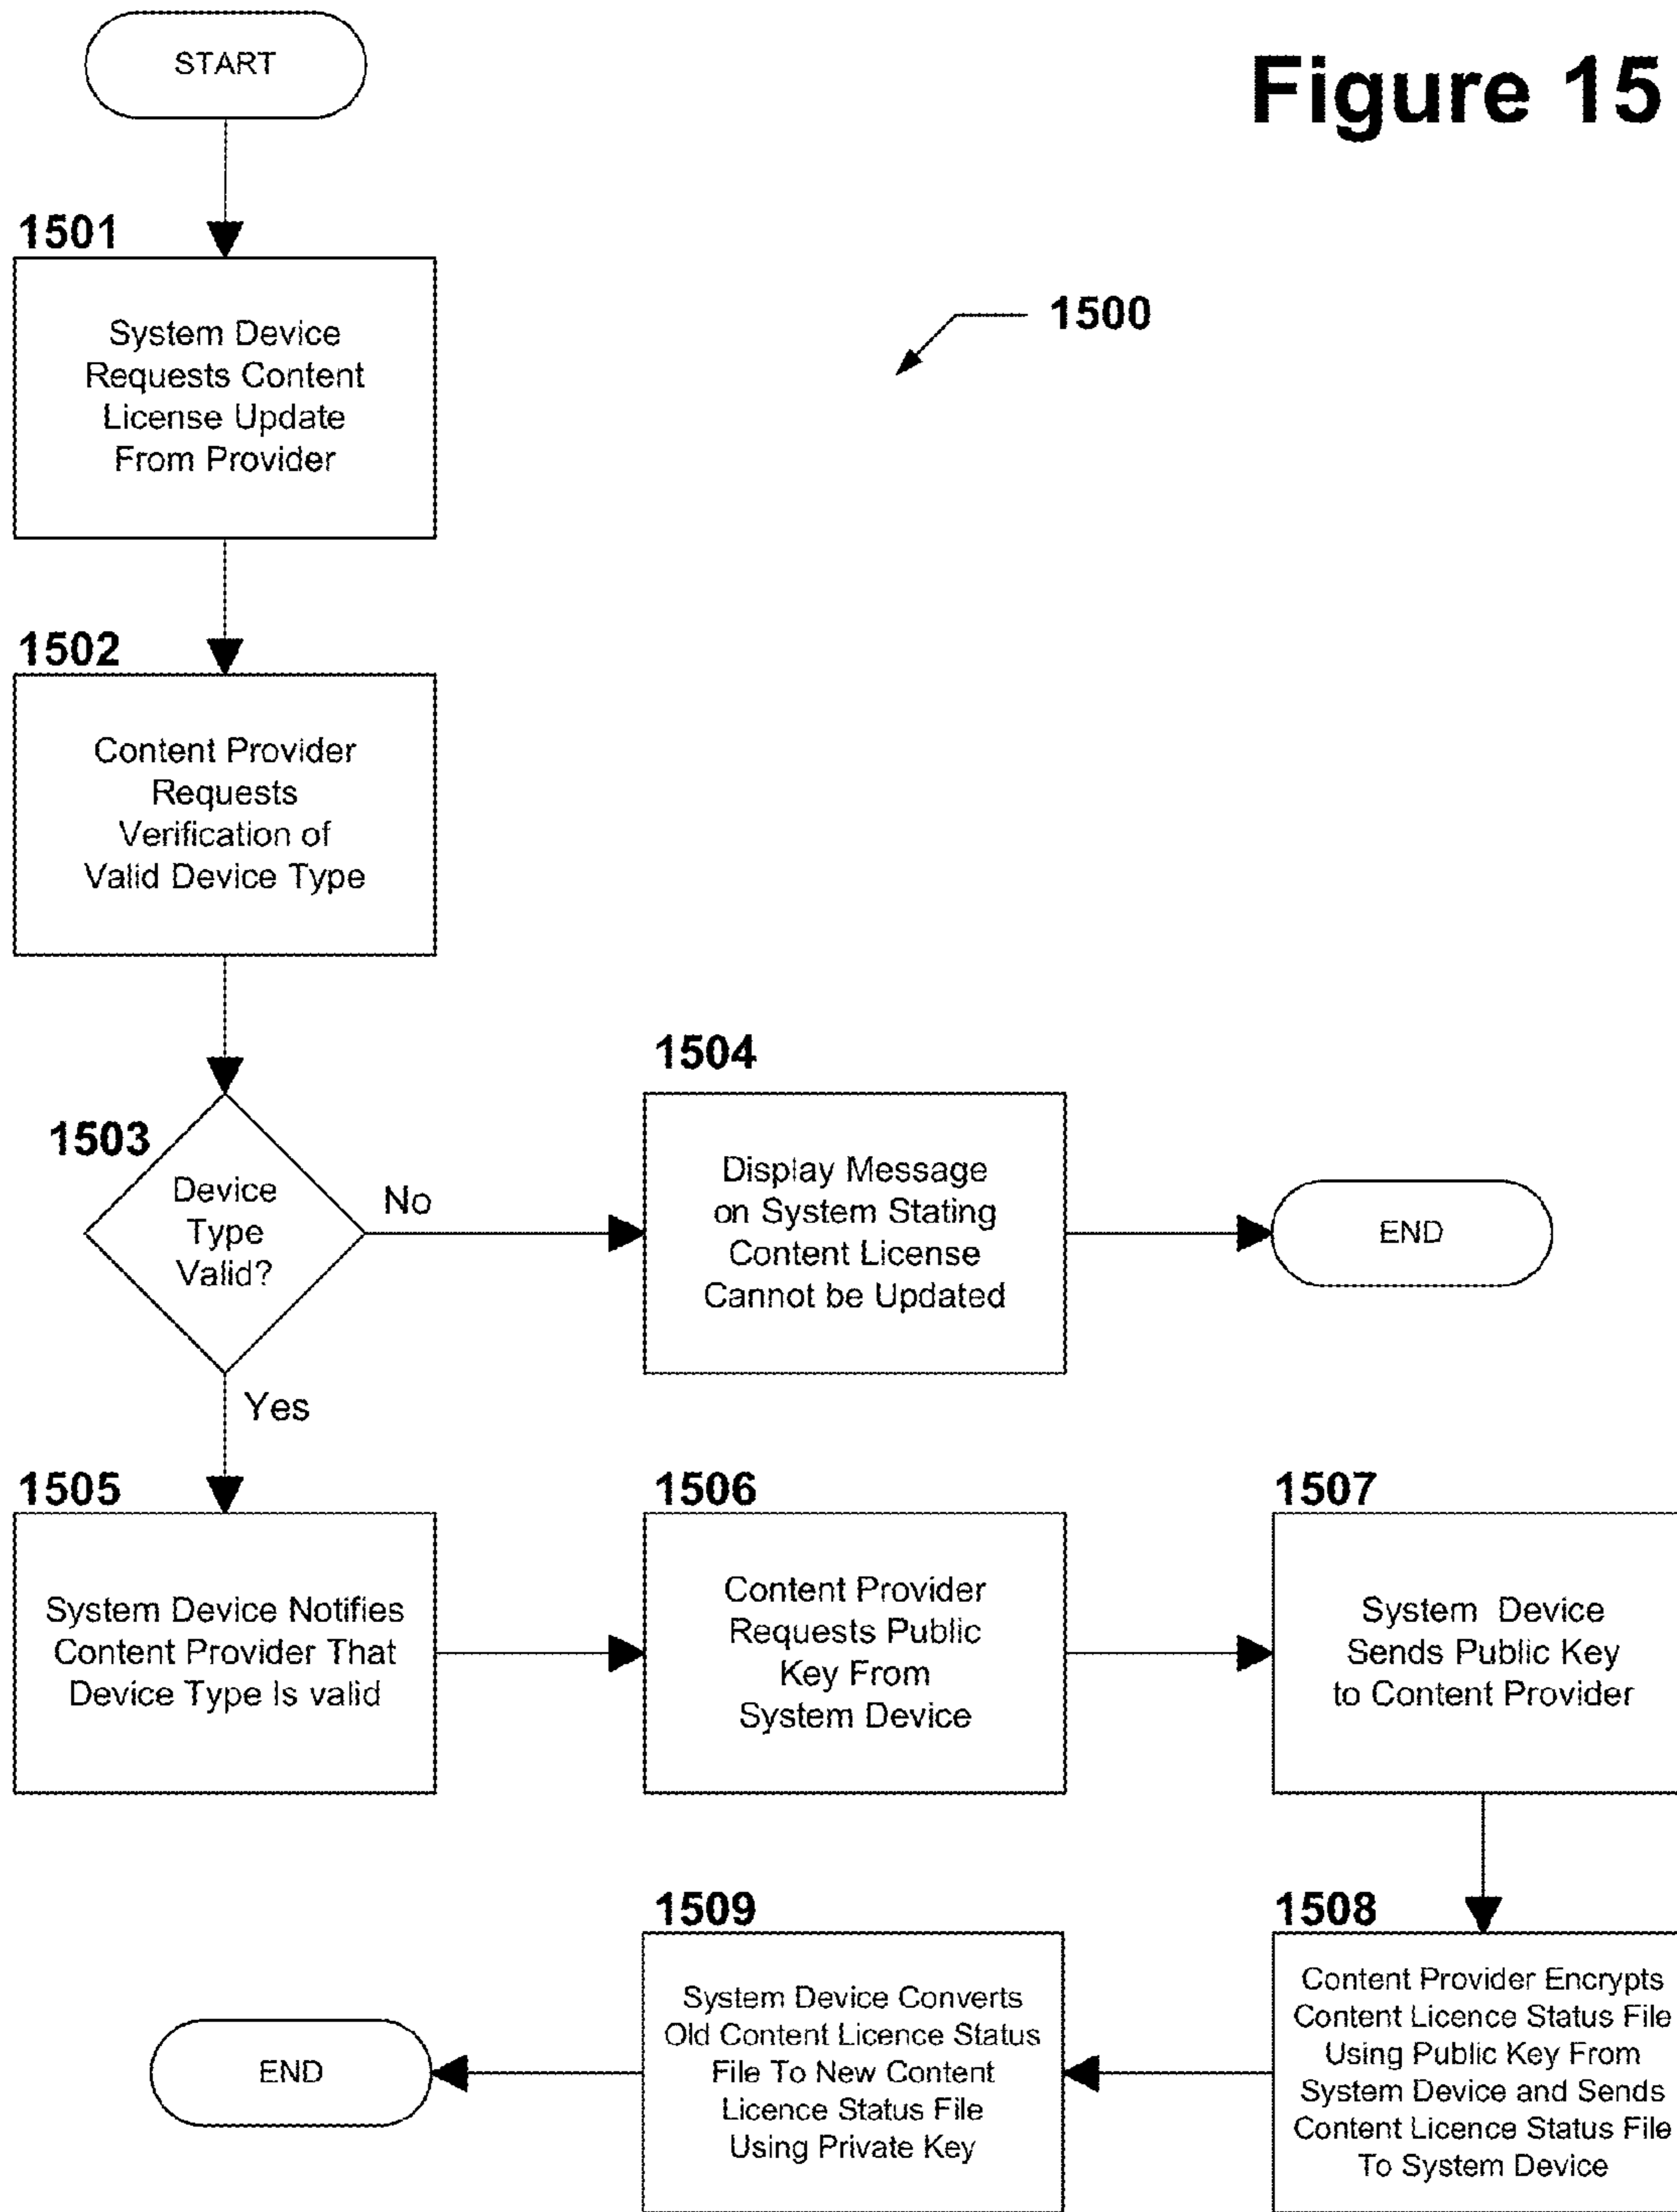 START
Figure 15
1501
System Device
Requests Content
License Update
From Provider
1500
1502
Content Provider
Requests
Verification of
Valid Device Type
1503
Device
Type
Valid?
No
1504
Display Message
on System Stating
Content License
Cannot be Updated
END
Yes
1505
System Device Notifies
Content Provider That
Device Type Is valid
1506
Content Provider
Requests Public
Key From
System Device
1507
System Device
Sends Public Key
to Content Provider
1508
Content Provider Encrypts
Content Licence Status File
Using Public Key From
System Device and Sends
Content Licence Status File
To System Device
1509
System Device Converts
Old Content Licence Status
File To New Content
Licence Status File
Using Private Key
END